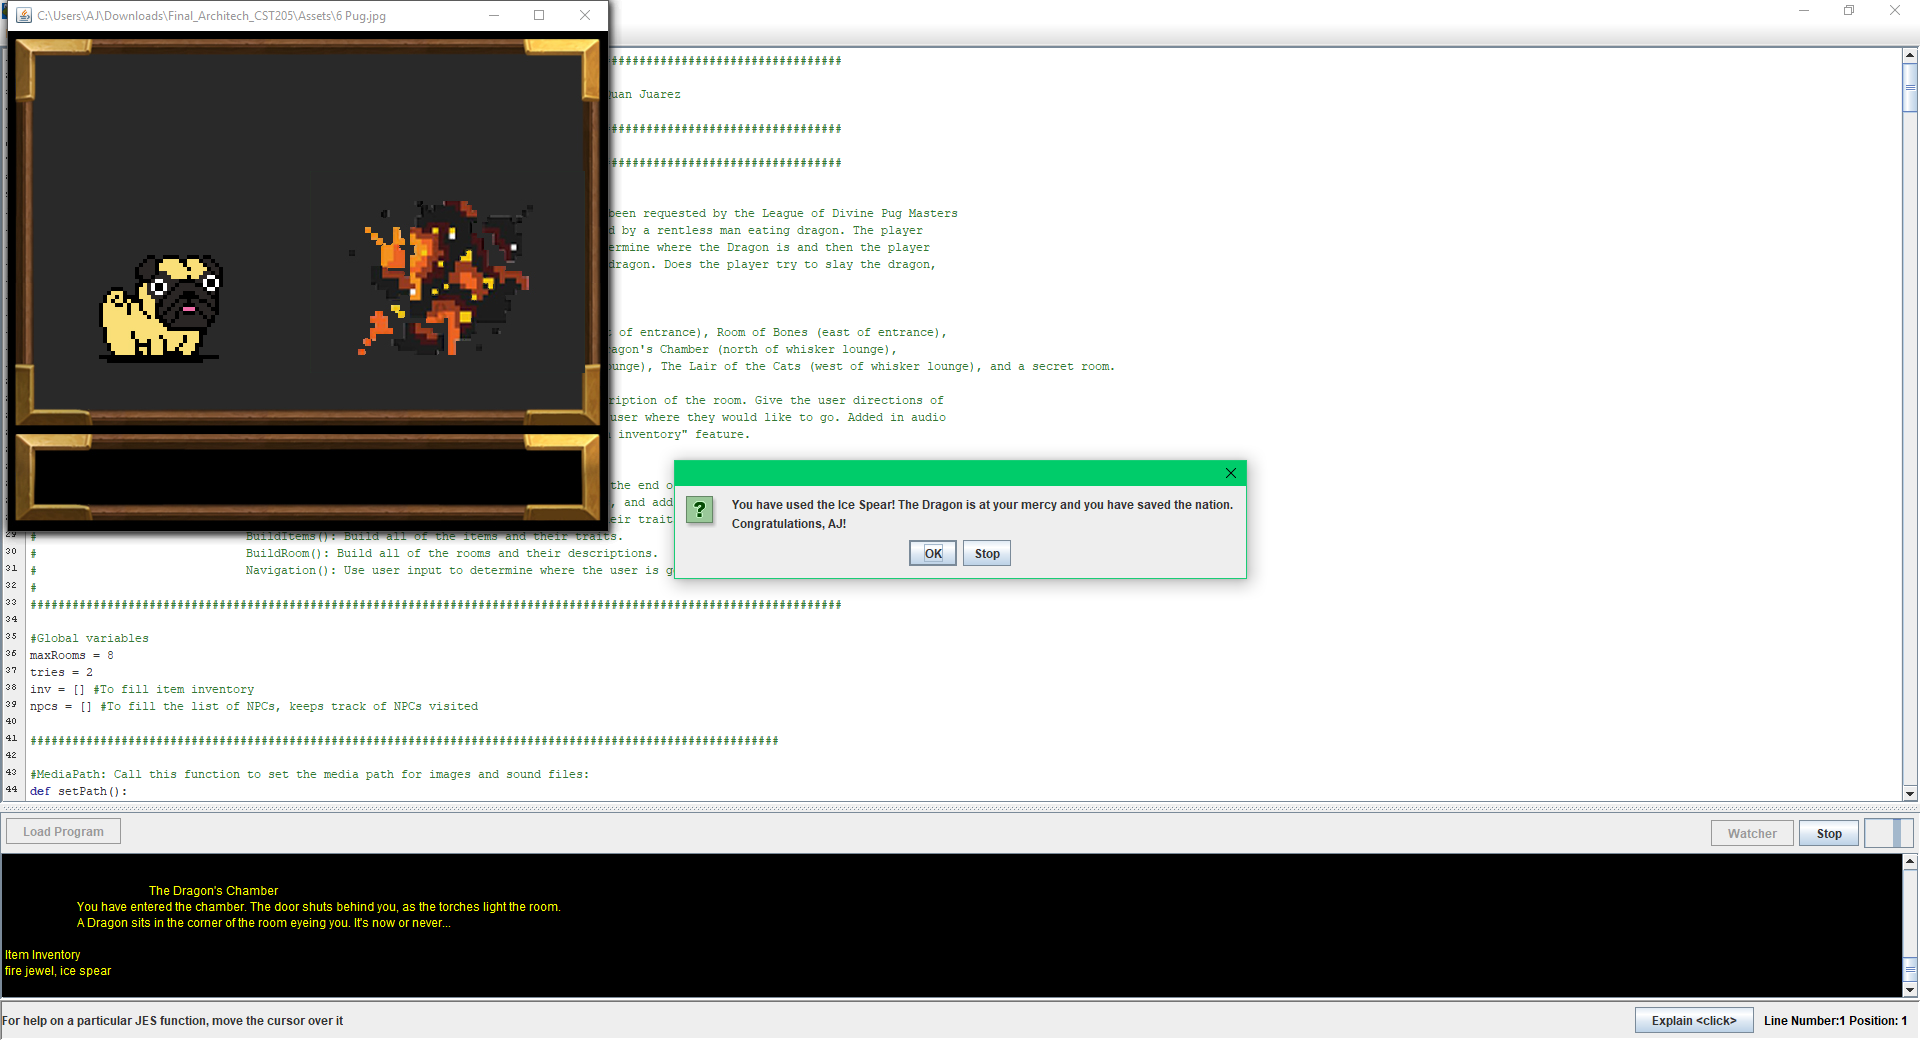 C:\Users\AJ\Downloads\Final_Architech_CST205\Assets\6 Pug.jpg
#################################
uan Juarez
#################################
#################################
been requested by the League of Divine Pug Masters
d by a rentless man eating dragon. The player
ermine where the Dragon is and then the player
dragon. Does the player try to slay the dragon,
t of entrance), Room of Bones (east of entrance),
ragon's Chamber (north of whisker lounge),
ounge), The Lair of the Cats (west of whisker lounge), and a secret room.
ription of the room. Give the user directions of
user where they would like to go. Added in audio
inventory" feature.
the end o
, and add
eir trait
29 # BuildItems(): Build all of the items and their traits.
30 # BuildRoom(): Build all of the rooms and their descriptions.
31 # Navigation(): Use user input to determine where the user is g
32 #
33 ####################################################################################################################
34
35 #Global variables
36 maxRooms = 8
37 tries = 2
38 inv = [] #To fill item inventory
39 npcs = [] #To fill the list of NPCs, keeps track of NPCs visited
40
41 ###########################################################################################################
42
43 #MediaPath: Call this function to set the media path for images and sound files:
44 def setPath():
?
You have used the Ice Spear! The Dragon is at your mercy and you have saved the nation.
Congratulations, AJ!
OK Stop
Load Program Watcher Stop
The Dragon's Chamber
You have entered the chamber. The door shuts behind you, as the torches light the room.
A Dragon sits in the corner of the room eyeing you. It's now or never...
Item Inventory
fire jewel, ice spear
For help on a particular JES function, move the cursor over it Explain <click> Line Number:1 Position: 1